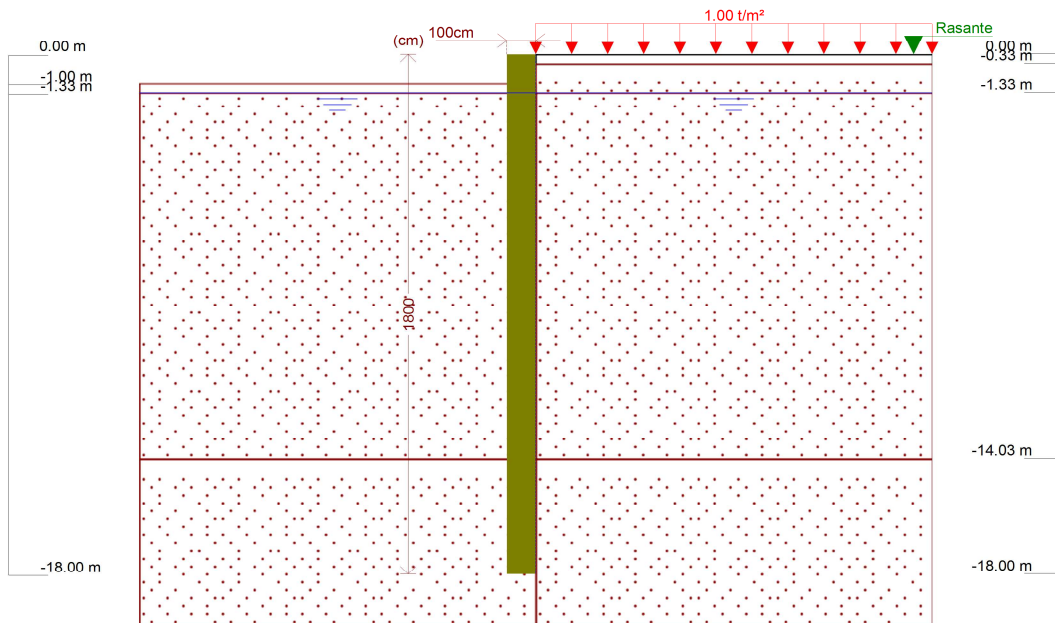 1.00 t/m²
Rasante
100cm
(cm)
0.00 m
0.00 m
-0.33 m
-1.00 m
-1.33 m
-1.33 m
1800
-14.03 m
-18.00 m
-18.00 m